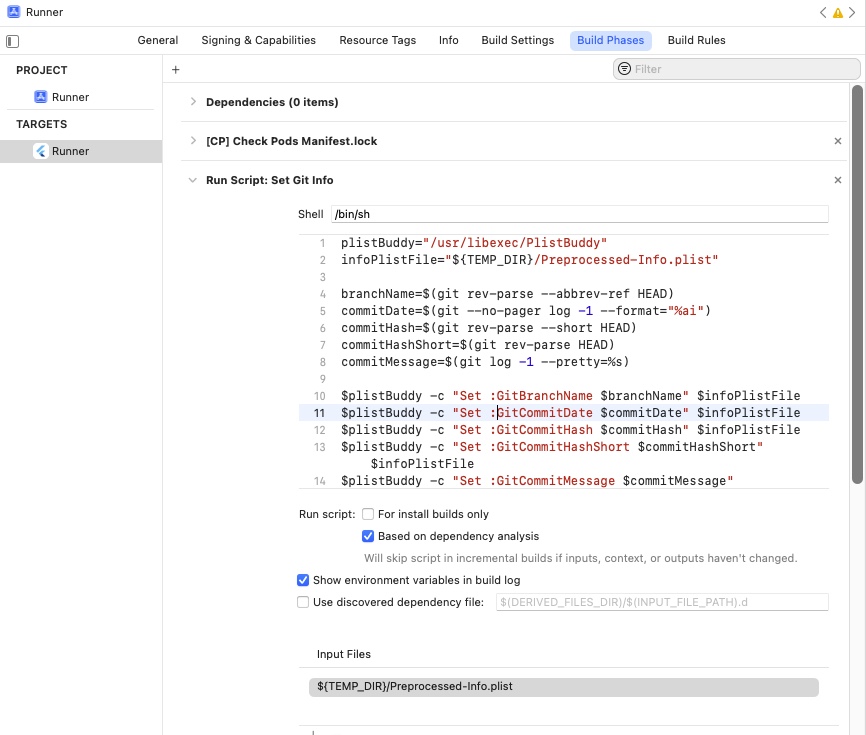 Runner
General Signing & Capabilities Resource Tags Info Build Settings Build Phases Build Rules
PROJECT
Runner
TARGETS
Runner
+
Filter
Dependencies (0 items)
[CP] Check Pods Manifest.lock
Run Script: Set Git Info
Shell /bin/sh
1 plistBuddy="/usr/libexec/PlistBuddy"
2 infoPlistFile="${TEMP_DIR}/Preprocessed-Info.plist"
3
4 branchName=$(git rev-parse --abbrev-ref HEAD)
5 commitDate=$(git --no-pager log -1 --format="%ai")
6 commitHash=$(git rev-parse --short HEAD)
7 commitHashShort=$(git rev-parse HEAD)
8 commitMessage=$(git log -1 --pretty=%s)
9
10 $plistBuddy -c "Set :GitBranchName $branchName" $infoPlistFile
11 $plistBuddy -c "Set :GitCommitDate $commitDate" $infoPlistFile
12 $plistBuddy -c "Set :GitCommitHash $commitHash" $infoPlistFile
13 $plistBuddy -c "Set :GitCommitHashShort $commitHashShort"
$infoPlistFile
14 $plistBuddy -c "Set :GitCommitMessage $commitMessage"
Run script: For install builds only
Based on dependency analysis
Will skip script in incremental builds if inputs, context, or outputs haven't changed.
Show environment variables in build log
Use discovered dependency file: $(DERIVED_FILES_DIR)/$(INPUT_FILE_PATH).d
Input Files
${TEMP_DIR}/Preprocessed-Info.plist